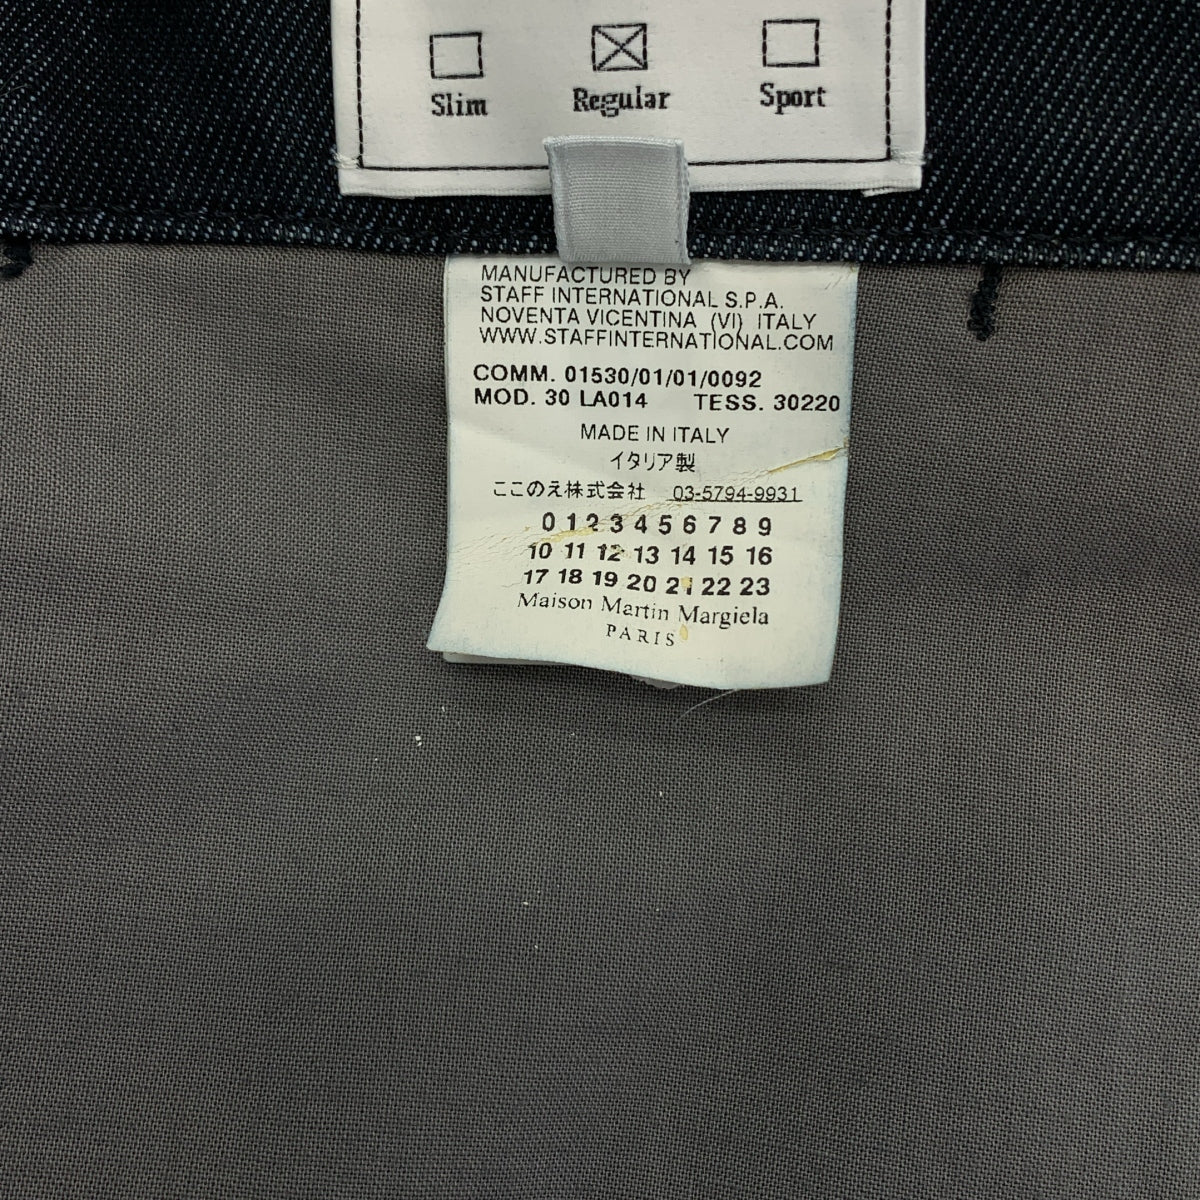 Slim Regular Sport
MANUFACTURED BY
STAFF INTERNATIONAL S.P.A.
NOVENTA VICENTINA (VI) ITALY
WWW.STAFFINTERNATIONAL.COM
COMM. 01530/01/01/0092
MOD. 30 LA014 TESS. 30220
MADE IN ITALY
イタリア製
ここのえ株式会社 03-5794-9931
0 1 2 3 4 5 6 7 8 9
10 11 12 13 14 15 16
17 18 19 20 21 22 23
Maison Martin Margiela
PARIS